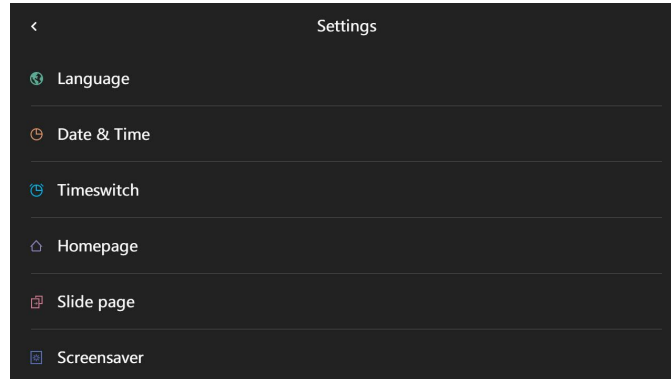 Settings
Language
Date & Time
Timeswitch
Homepage
Slide page
Screensaver